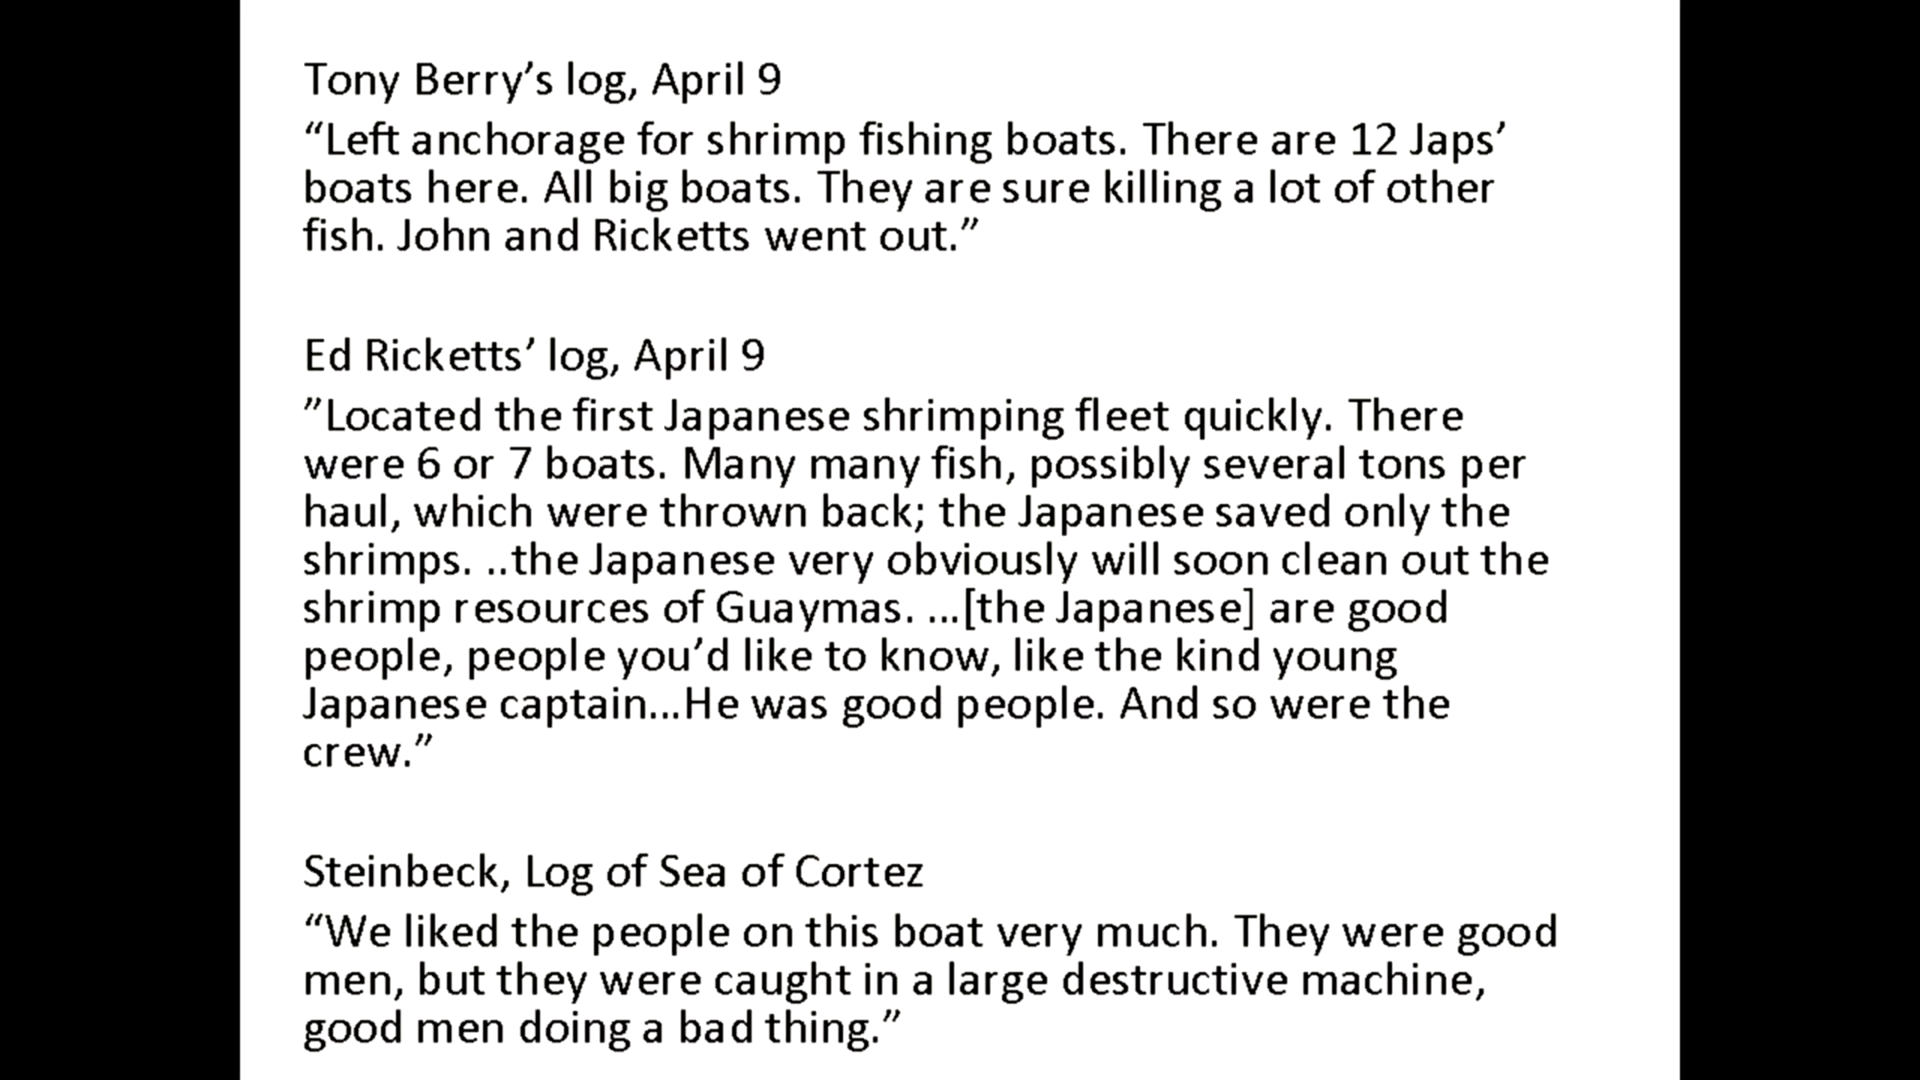 Tony Berry’s log, April 9
“Left anchorage for shrimp fishing boats. There are 12 Japs’
boats here. All big boats. They are sure killing a lot of other
fish. John and Ricketts went out.”
Ed Ricketts’ log, April 9
”Located the first Japanese shrimping fleet quickly. There
were 6 or 7 boats. Many many fish, possibly several tons per
haul, which were thrown back; the Japanese saved only the
shrimps. ..the Japanese very obviously will soon clean out the
shrimp resources of Guaymas. ...[the Japanese] are good
people, people you’d like to know, like the kind young
Japanese captain...He was good people. And so were the
crew.”
Steinbeck, Log of Sea of Cortez
“We liked the people on this boat very much. They were good
men, but they were caught in a large destructive machine,
good men doing a bad thing.”